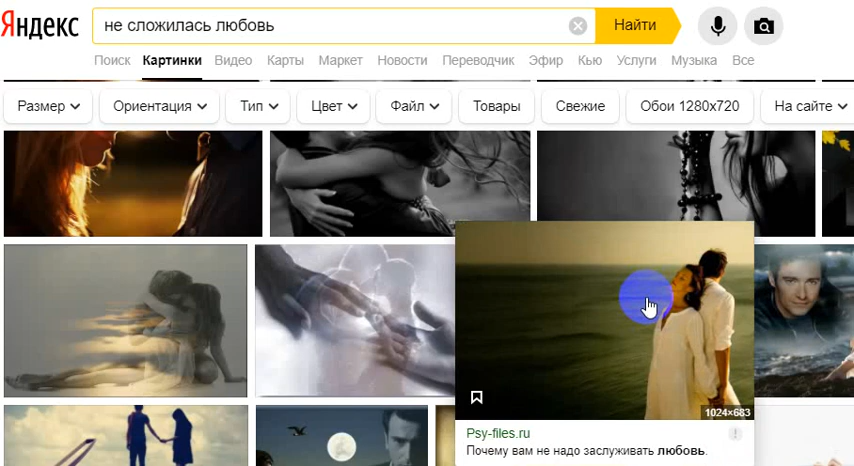 Яндекс
не сложилась любовь
Найти
Поиск Картинки Видео Карты Маркет Новости Переводчик Эфир Кью Услуги Музыка Все
Размер Ориентация Тип Цвет Файл Товары Свежие Обои 1280x720 На сайте
1024×683
Psy-files.ru
Почему вам не надо заслуживать любовь.